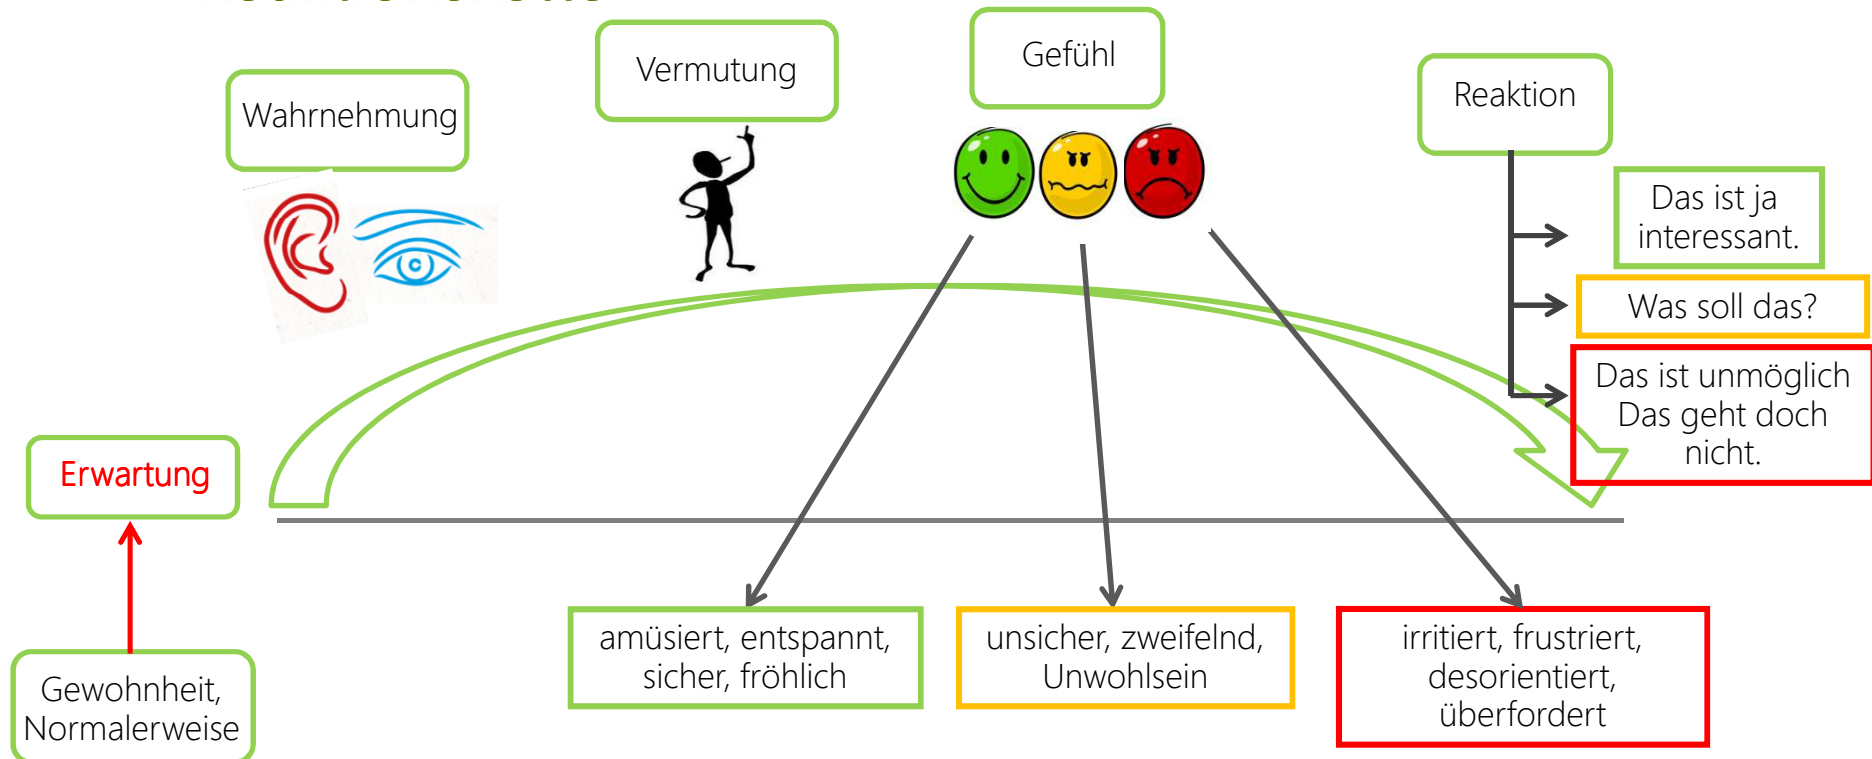 Wahrnehmung
Vermutung
Gefühl
Reaktion
Das ist ja
interessant.
Was soll das?
Das ist unmöglich
Das geht doch
nicht.
Erwartung
Gewohnheit,
Normalerweise
amüsiert, entspannt,
sicher, fröhlich
unsicher, zweifelnd,
Unwohlsein
irritiert, frustriert,
desorientiert,
überfordert